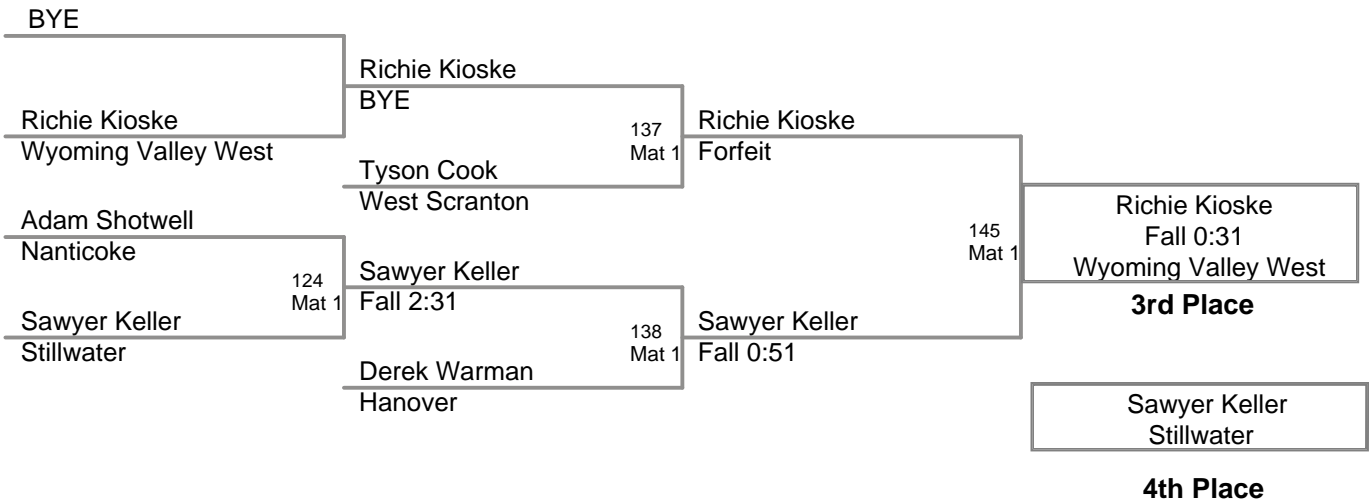 BYE
Richie Kioske
BYE
Richie Kioske
Wyoming Valley West
137
Mat 1
Richie Kioske
Forfeit
Tyson Cook
West Scranton
Adam Shotwell
Nanticoke
124
Mat 1
Sawyer Keller
Fall 2:31
Sawyer Keller
Stillwater
138
Mat 1
Sawyer Keller
Fall 0:51
Derek Warman
Hanover
145
Mat 1
Richie Kioske
Fall 0:31
Wyoming Valley West
3rd Place
Sawyer Keller
Stillwater
4th Place